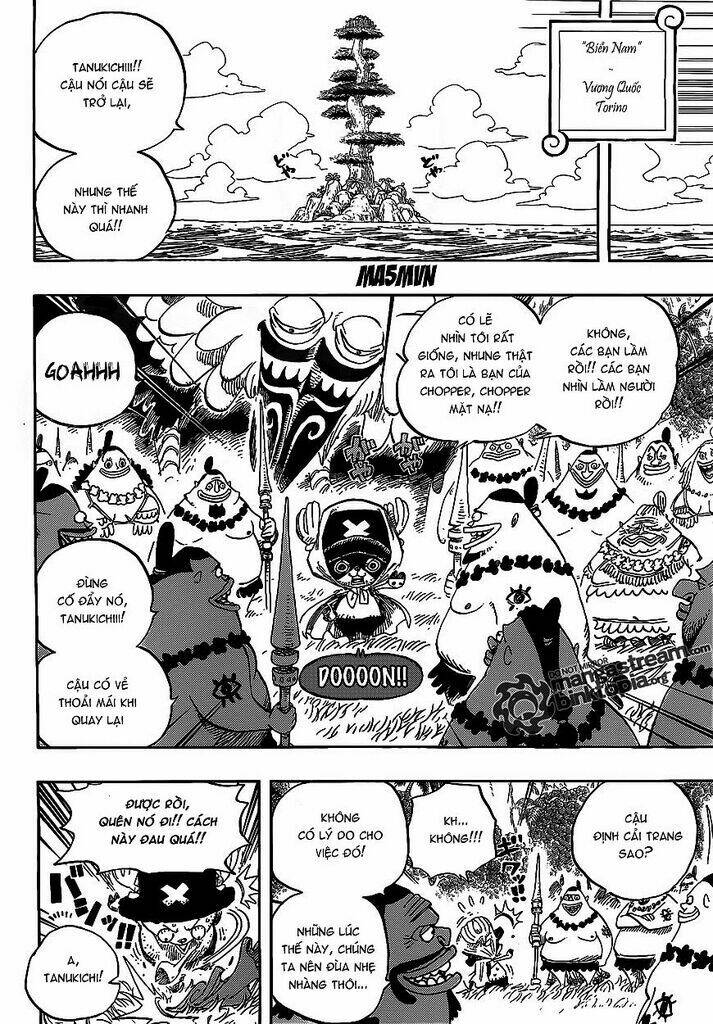 "Biển Nam"
~
Vương Quốc
Torino
TANUKICHIII!!
CẬU NÓI CẬU SẼ
TRỞ LẠI,
NHƯNG THẾ
NÀY THÌ NHANH
QUÁ!!
MA5MVN
KHÔNG,
CÁC BẠN LẦM
RỒI!! CÁC BẠN
NHÌN LẦM NGƯỜI
RỒI!!
CÓ LẼ
NHÌN TÔI RẤT
GIỐNG, NHƯNG THẬT
RA TÔI LÀ BẠN CỦA
CHOPPER, CHOPPER
MẶT NẠ!!
GOAHHH
ĐỪNG
CỐ ĐẨY NÓ,
TANUKICHIII!
CẬU CÓ VẺ
THOẢI MÁI KHI
QUAY LẠI
DOOOON!!
DO NOT MIRROR
mangastream.com
binktopia.com
CẬU
ĐỊNH CẢI TRANG
SAO?
KH...
KHÔNG!!!
KHÔNG
CÓ LÝ DO CHO
VIỆC ĐÓ!
NHỮNG LÚC
THẾ NÀY, CHÚNG
TA NÊN ĐÙA NHẸ
NHÀNG THÔI...
ĐƯỢC RỒI,
QUÊN NÓ ĐI!! CÁCH
NÀY ĐAU QUÁ!!
A,
TANUKICHI!